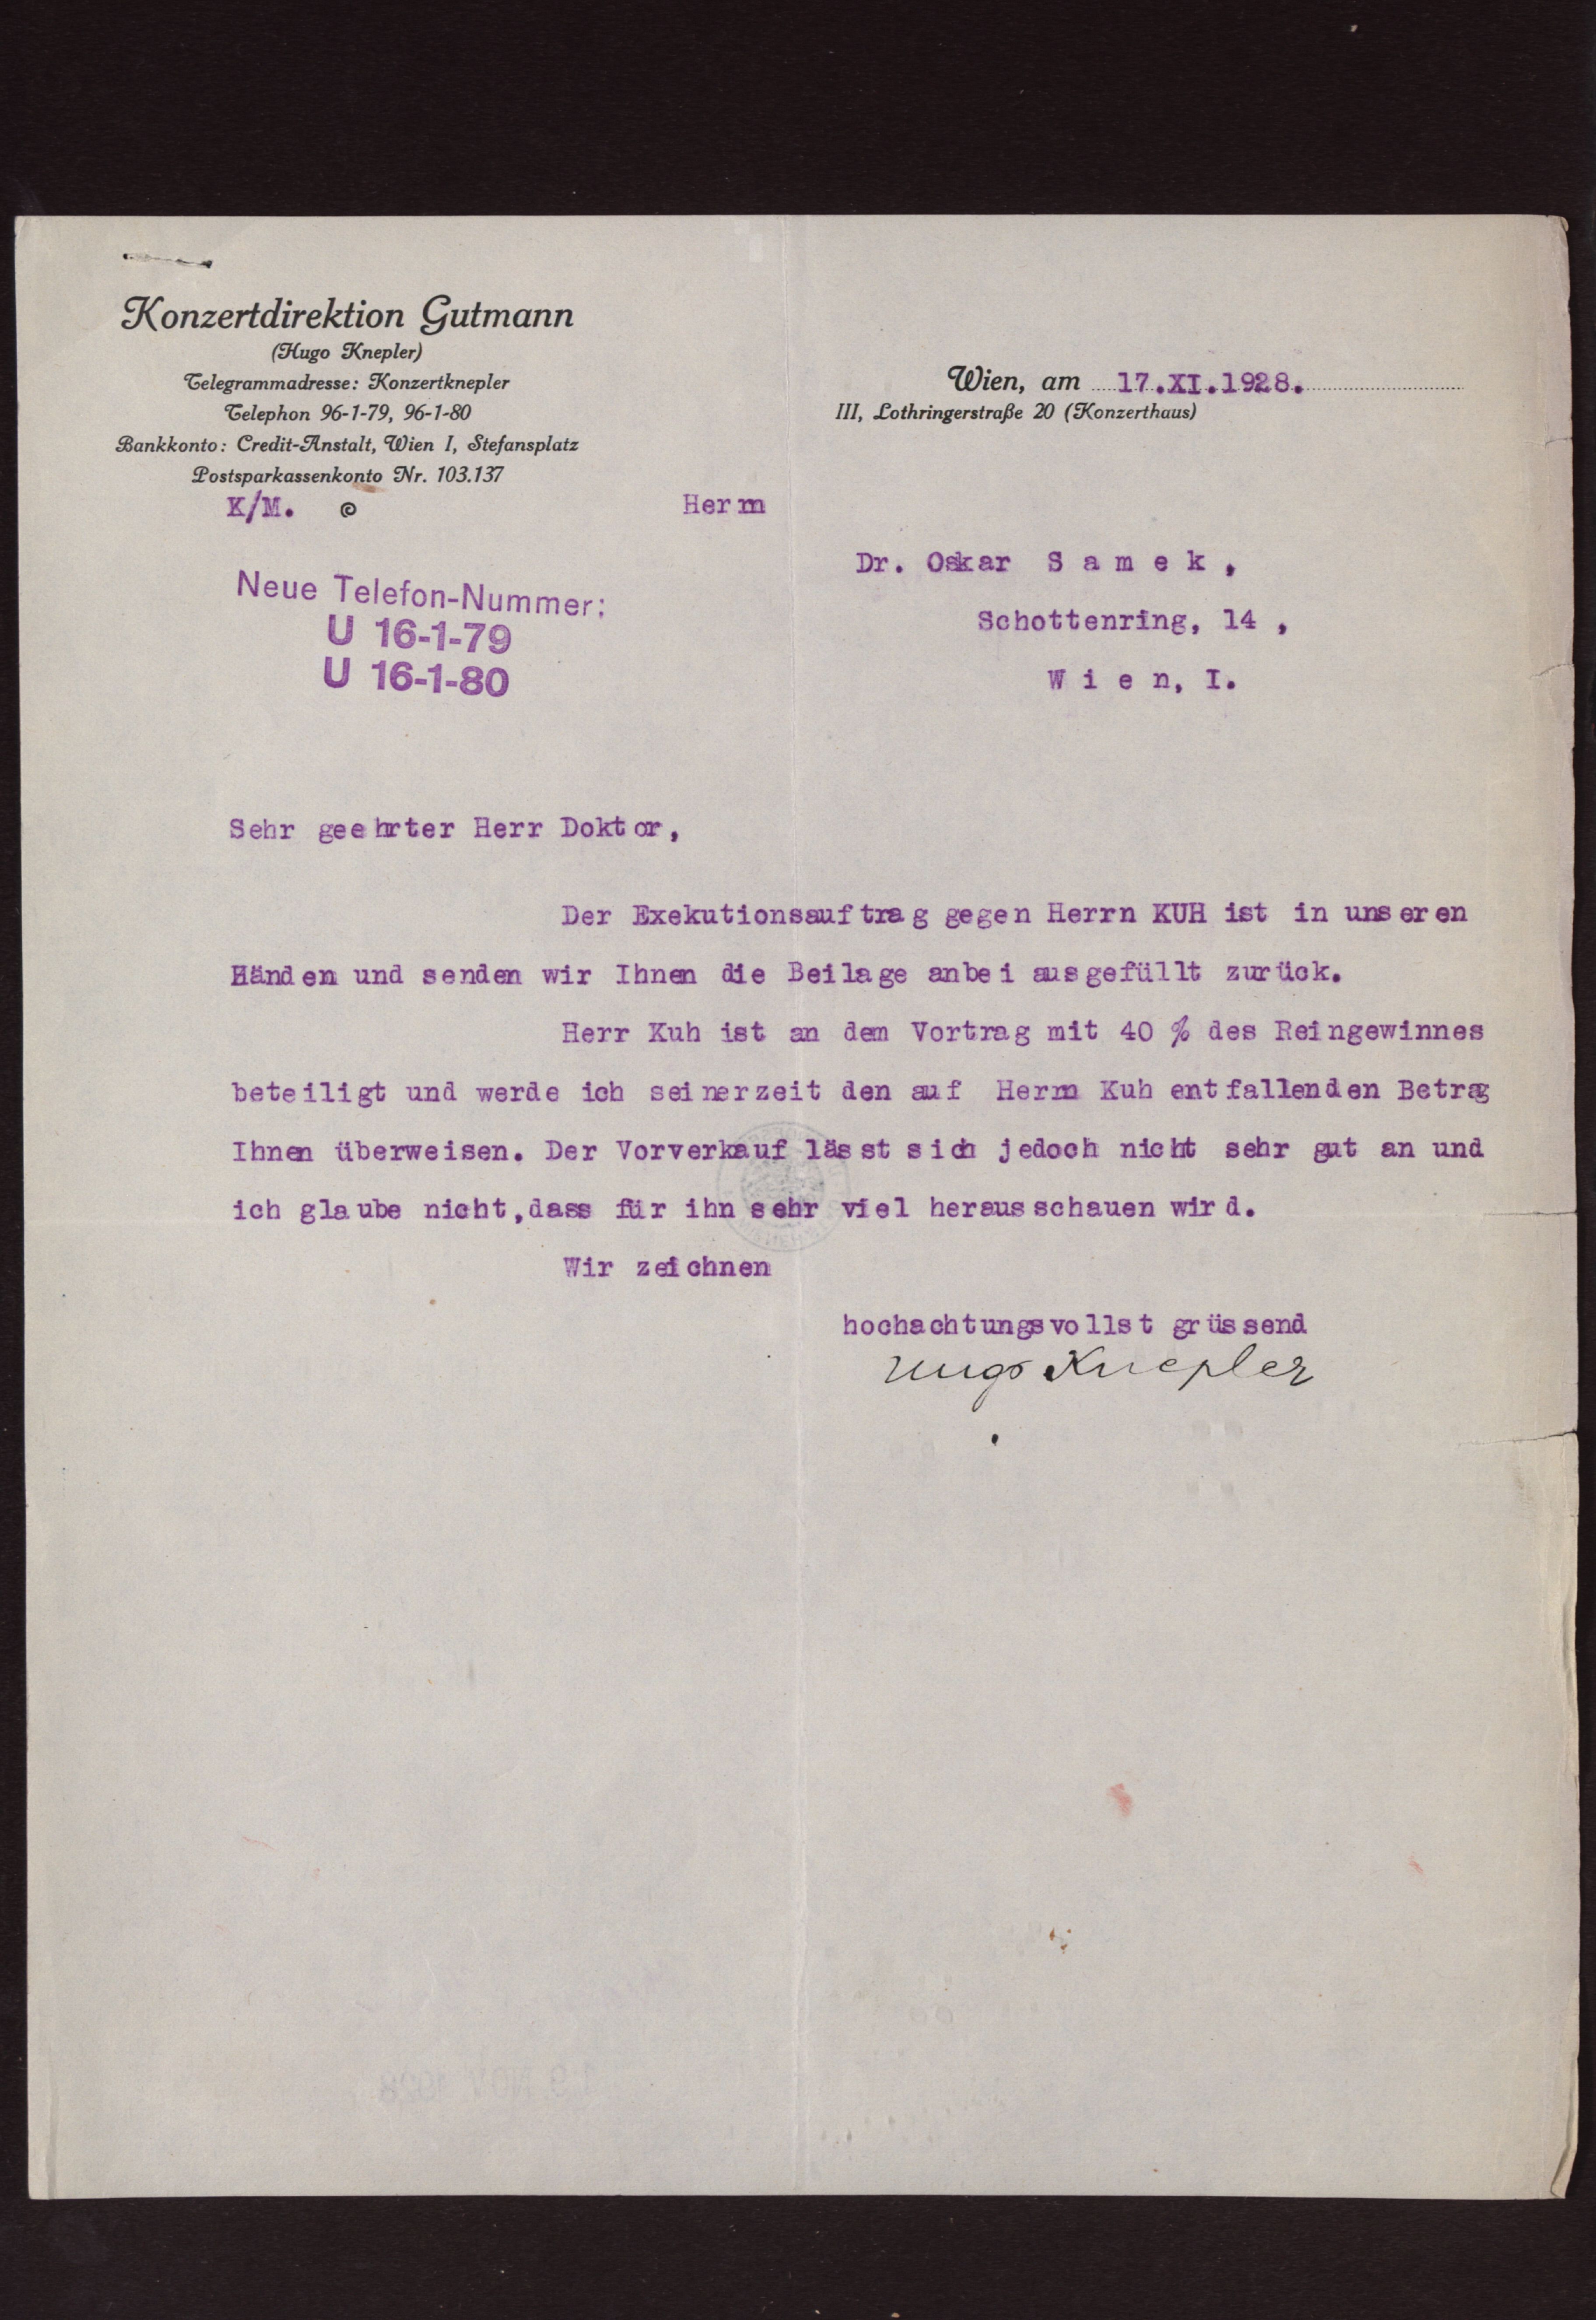 Konzertdirektion Gutmann
(Hugo Knepler)
Telegrammadresse: Konzertknepler
Telephon 96-1-79, 96-1-80
Bankkonto: Credit-Anstalt, Wien I, Stefansplatz
Postsparkassenkonto Nr. 103.137
Wien, am 17.XI.1928.
III, Lothringerstraße 20 (Konzerthaus)
K/M.
Neue Telefon-Nummer:
U 16-1-79
U 16-1-80
Herrn
Dr. Oskar S a m e k ,
Schottenring, 14 ,
W i e n, I.
Sehr geehrter Herr Doktor,
Der Exekutionsauftrag gegen Herrn KUH ist in unseren
Händen und senden wir Ihnen die Beilage anbei ausgefüllt zurück.
Herr Kuh ist an dem Vortrag mit 40 % des Reingewinnes
beteiligt und werde ich seinerzeit den auf Herrn Kuh entfallenden Betrag
Ihnen überweisen. Der Vorverkauf lässt sich jedoch nicht sehr gut an und
ich glaube nicht,dass für ihn sehr viel herausschauen wird.
Wir zeichnen
hochachtungsvollst grüssend
Hugo Knepler